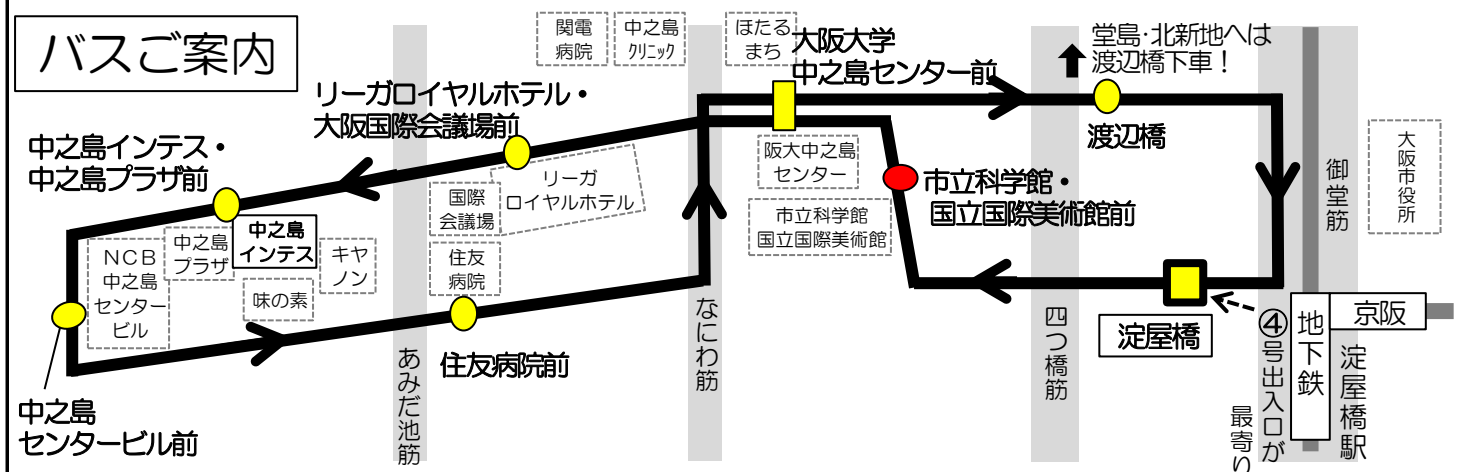 バスご案内
関電
病院
中之島
クリニック
ほたる
まち
大阪大学
中之島センター前
堂島・北新地へは
渡辺橋下車！
リーガロイヤルホテル・
大阪国際会議場前
渡辺橋
中之島インテス・
中之島プラザ前
阪大中之島
センター
市立科学館・
国立国際美術館前
市立科学館
国立国際美術館
リーガ
ロイヤルホテル
国際
会議場
御堂筋
大阪市役所
中之島
インテス
中之島
プラザ
キヤ
ノン
NCB
中之島
センター
ビル
味の素
住友
病院
住友病院前
あみだ池筋
なにわ筋
四つ橋筋
淀屋橋
④号出入口が
最寄り
地下鉄
京阪
淀屋橋駅
中之島
センタービル前